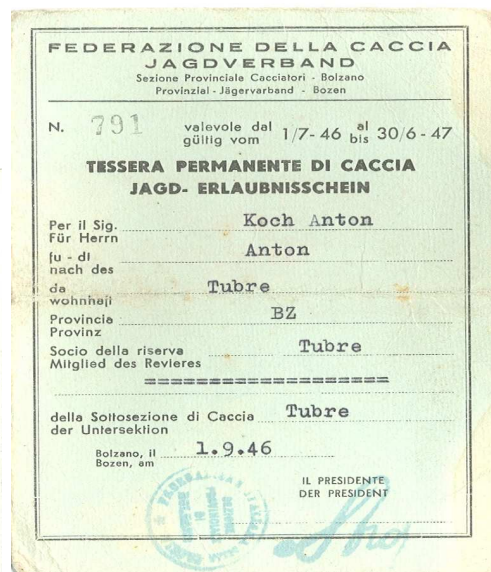 FEDERAZIONE DELLA CACCIA
JAGDVERBAND
Sezione Provinciale Cacciatori - Bolzano
Provinzial - Jägervarband - Bozen
N. 791 valevole dal 1/7-46 al 30/6-47
gültig vom bis
TESSERA PERMANENTE DI CACCIA
JAGD- ERLAUBNISSCHEIN
Per il Sig. Koch Anton
Für Herrn
fu - di Anton
nach des
da Tubre
wohnhaft
Provincia BZ
Provinz
Socio della riserva Tubre
Mitglied des Revieres
====================
della Sottosezione di Caccia Tubre
der Untersektion
Bolzano, il 1.9.46
Bozen, am
IL PRESIDENTE
DER PRESIDENT